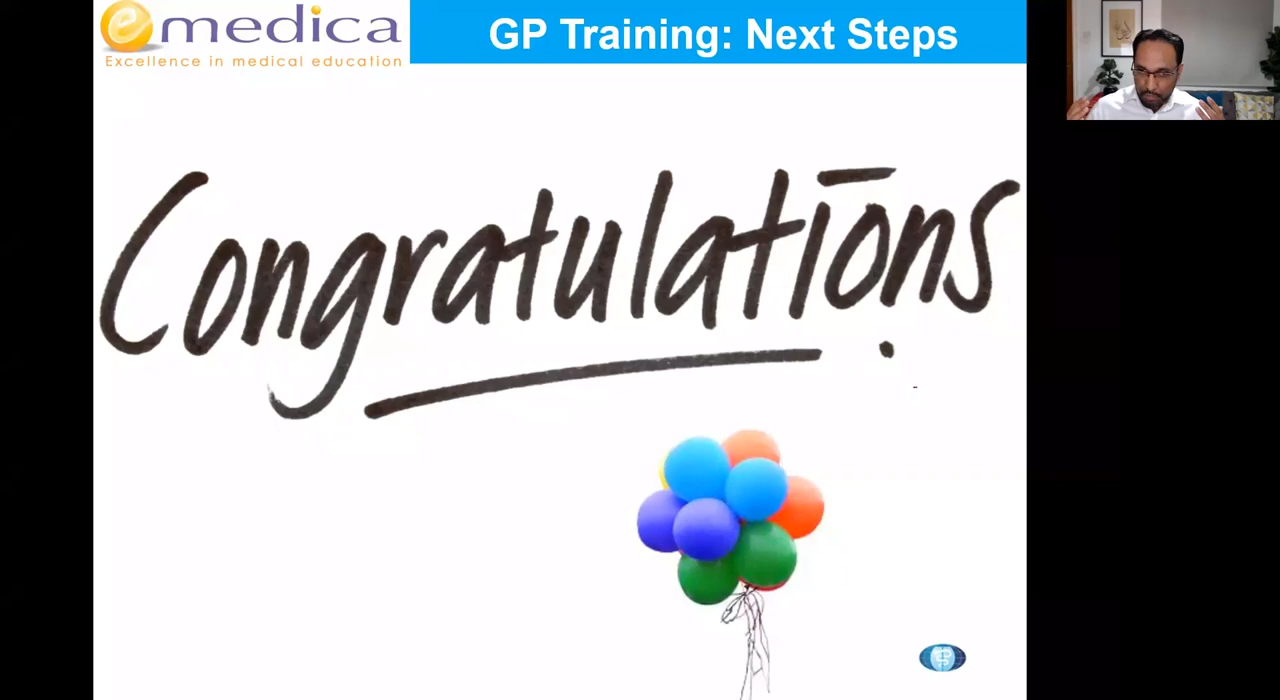 emedica
Excellence in medical education
GP Training: Next Steps
Congratulations